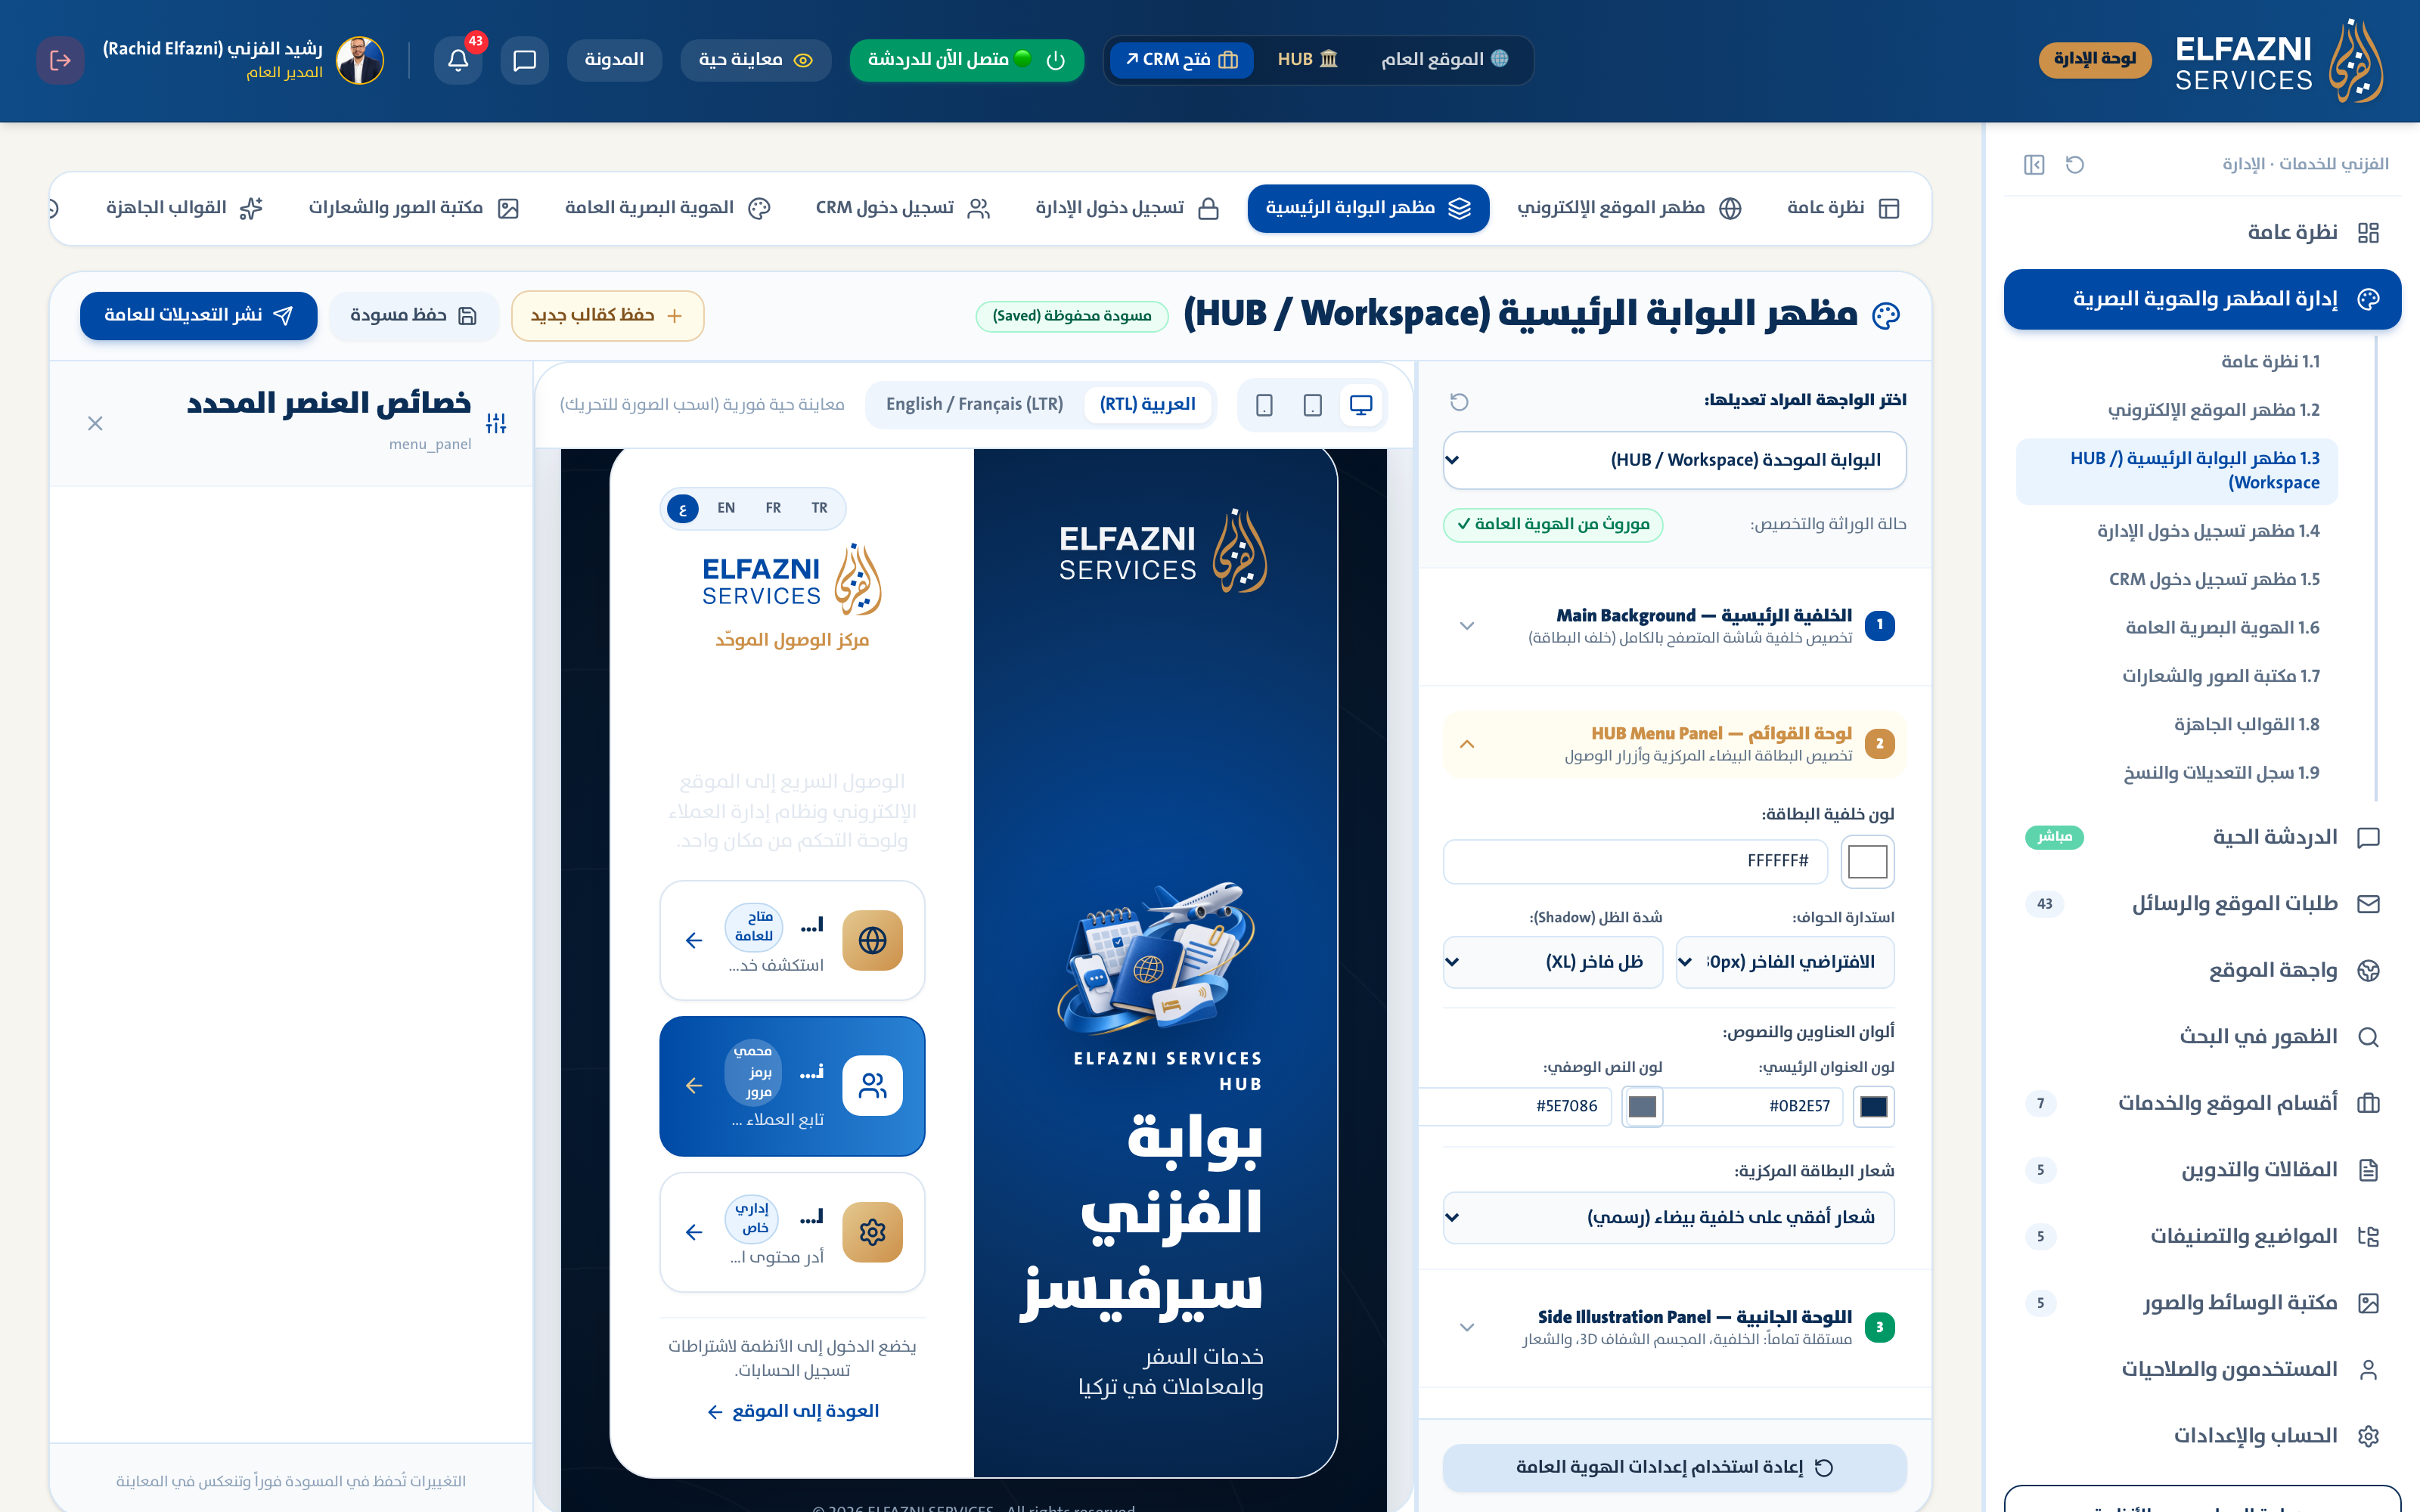 ELFAZNI
SERVICES
لوحة الإدارة
الموقع العام
HUB
فتح CRM
متصل الآن للدردشة
معاينة حية
المدونة
43
رشيد الفزني (Rachid Elfazni)
المدير العام
الفزني للخدمات · الإدارة
نظرة عامة
إدارة المظهر والهوية البصرية
1.1 نظرة عامة
1.2 مظهر الموقع الإلكتروني
1.3 مظهر البوابة الرئيسية (HUB /
Workspace)
1.4 مظهر تسجيل دخول الإدارة
1.5 مظهر تسجيل دخول CRM
1.6 الهوية البصرية العامة
1.7 مكتبة الصور والشعارات
1.8 القوالب الجاهزة
1.9 سجل التعديلات والنسخ
الدردشة الحية
مباشر
طلبات الموقع والرسائل
43
واجهة الموقع
الظهور في البحث
أقسام الموقع والخدمات
7
المقالات والتدوين
5
المواضيع والتصنيفات
5
مكتبة الوسائط والصور
5
المستخدمون والصلاحيات
الحساب والإعدادات
نظرة عامة
مظهر الموقع الإلكتروني
مظهر البوابة الرئيسية
تسجيل دخول الإدارة
تسجيل دخول CRM
الهوية البصرية العامة
مكتبة الصور والشعارات
القوالب الجاهزة
مظهر البوابة الرئيسية (HUB / Workspace)
مسودة محفوظة (Saved)
حفظ كقالب جديد
حفظ مسودة
نشر التعديلات للعامة
اختر الواجهة المراد تعديلها:
البوابة الموحدة (HUB / Workspace)
حالة الوراثة والتخصيص:
موروث من الهوية العامة ✓
1
الخلفية الرئيسية — Main Background
تخصيص خلفية شاشة المتصفح بالكامل (خلف البطاقة)
2
لوحة القوائم — HUB Menu Panel
تخصيص البطاقة البيضاء المركزية وأزرار الوصول
لون خلفية البطاقة:
FFFFFF#
استدارة الحواف:
شدة الظل (Shadow):
الافتراضي الفاخر
ظل فاخر (XL)
ألوان العناوين والنصوص:
لون العنوان الرئيسي:
لون النص الوصفي:
#0B2E57
#5E7086
شعار البطاقة المركزية:
شعار أفقي على خلفية بيضاء (رسمي)
3
اللوحة الجانبية — Side Illustration Panel
مستقلة تماماً: الخلفية، المجسم الشفاف 3D، والشعار
إعادة استخدام إعدادات الهوية العامة
العربية (RTL)
English / Français (LTR)
معاينة حية فورية (اسحب الصورة للتحريك)
ELFAZNI
SERVICES
ELFAZNI SERVICES
HUB
بوابة
الفزني
سيرفيسز
خدمات السفر
والمعاملات في تركيا
ع
EN
FR
TR
ELFAZNI
SERVICES
مركز الوصول الموحّد
الوصول السريع إلى الموقع
الإلكتروني ونظام إدارة العملاء
ولوحة التحكم من مكان واحد.
ا...
متاح
للعامة
استكشف خد...
ن...
محمي
برمز
مرور
تابع العملاء ...
ا...
إداري
خاص
أدر محتوى ا...
يخضع الدخول إلى الأنظمة لاشتراطات
تسجيل الحسابات.
العودة إلى الموقع
خصائص العنصر المحدد
menu_panel
التغييرات تُحفظ في المسودة فوراً وتنعكس في المعاينة